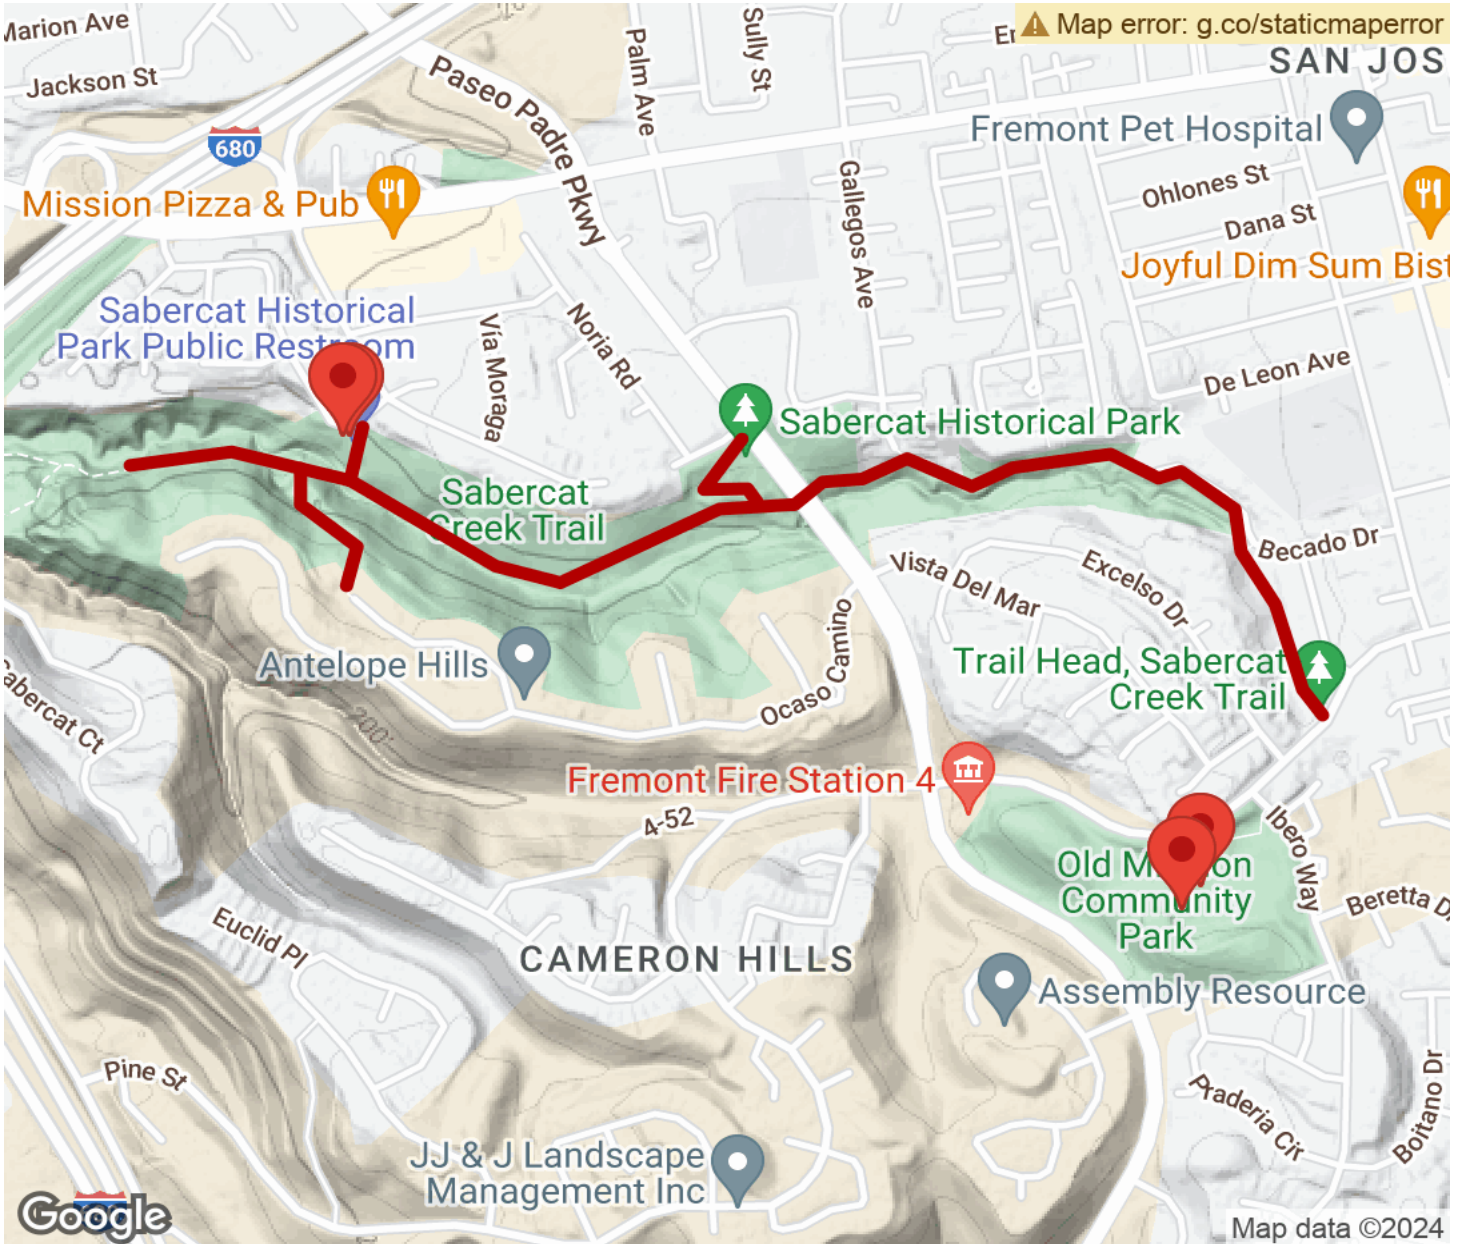 Marion Ave
Map error: g.co/staticmaperror
SAN JOS
Jackson St
Paseo Padre Pkwy
Palm Ave
Sully St
Er
680
Fremont Pet Hospital
Mission Pizza & Pub
Gallegos Ave
Ohlones St
Dana St
Joyful Dim Sum Bist
Sabercat Historical
Park Public Restroom
Vía Moraga
Noria Rd
De Leon Ave
Sabercat Historical Park
Sabercat
Creek Trail
Becado Dr
Vista Del Mar
Excelso Dr
Antelope Hills
Ocaso Camino
Trail Head, Sabercat
Creek Trail
Sabercat Ct
200'
Fremont Fire Station 4
4-52
Ibero Way
Old Mission
Community
Park
Beretta D
Euclid Pl
CAMERON HILLS
Assembly Resource
Pine St
Praderia Cir
Boitano Dr
JJ & J Landscape
Management Inc
Google
Map data ©2024